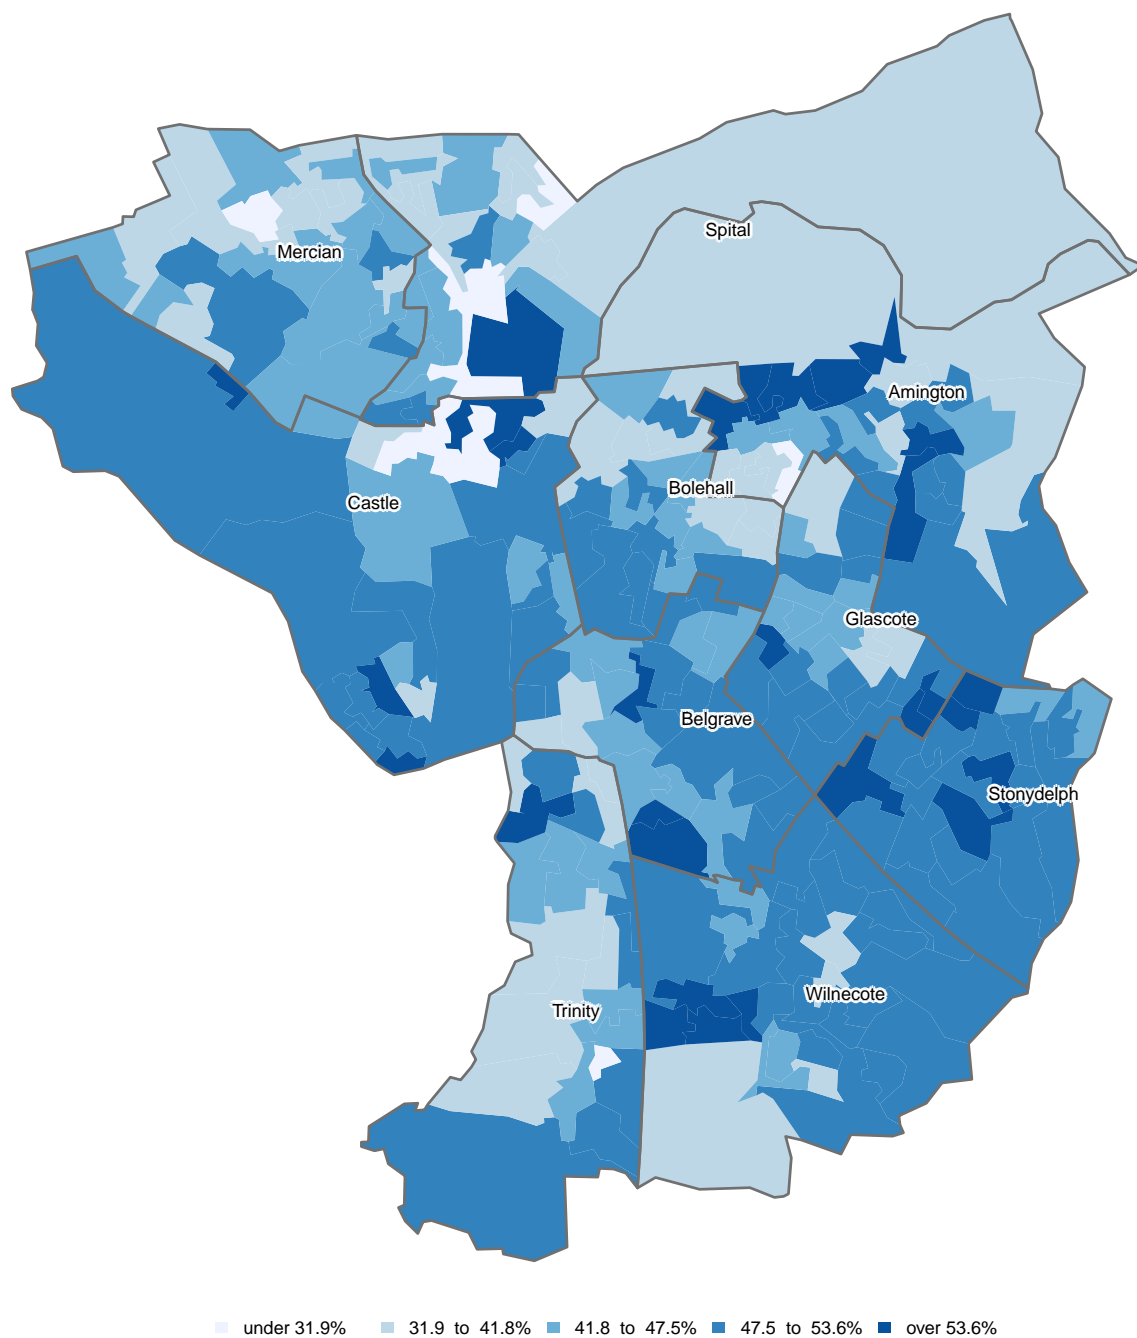 Spital
Mercian
Amington
Bolehall
Castle
Glascote
Belgrave
Stonydelph
Wilnecote
Trinity
under 31.9% 31.9 to 41.8% 41.8 to 47.5% 47.5 to 53.6% over 53.6%